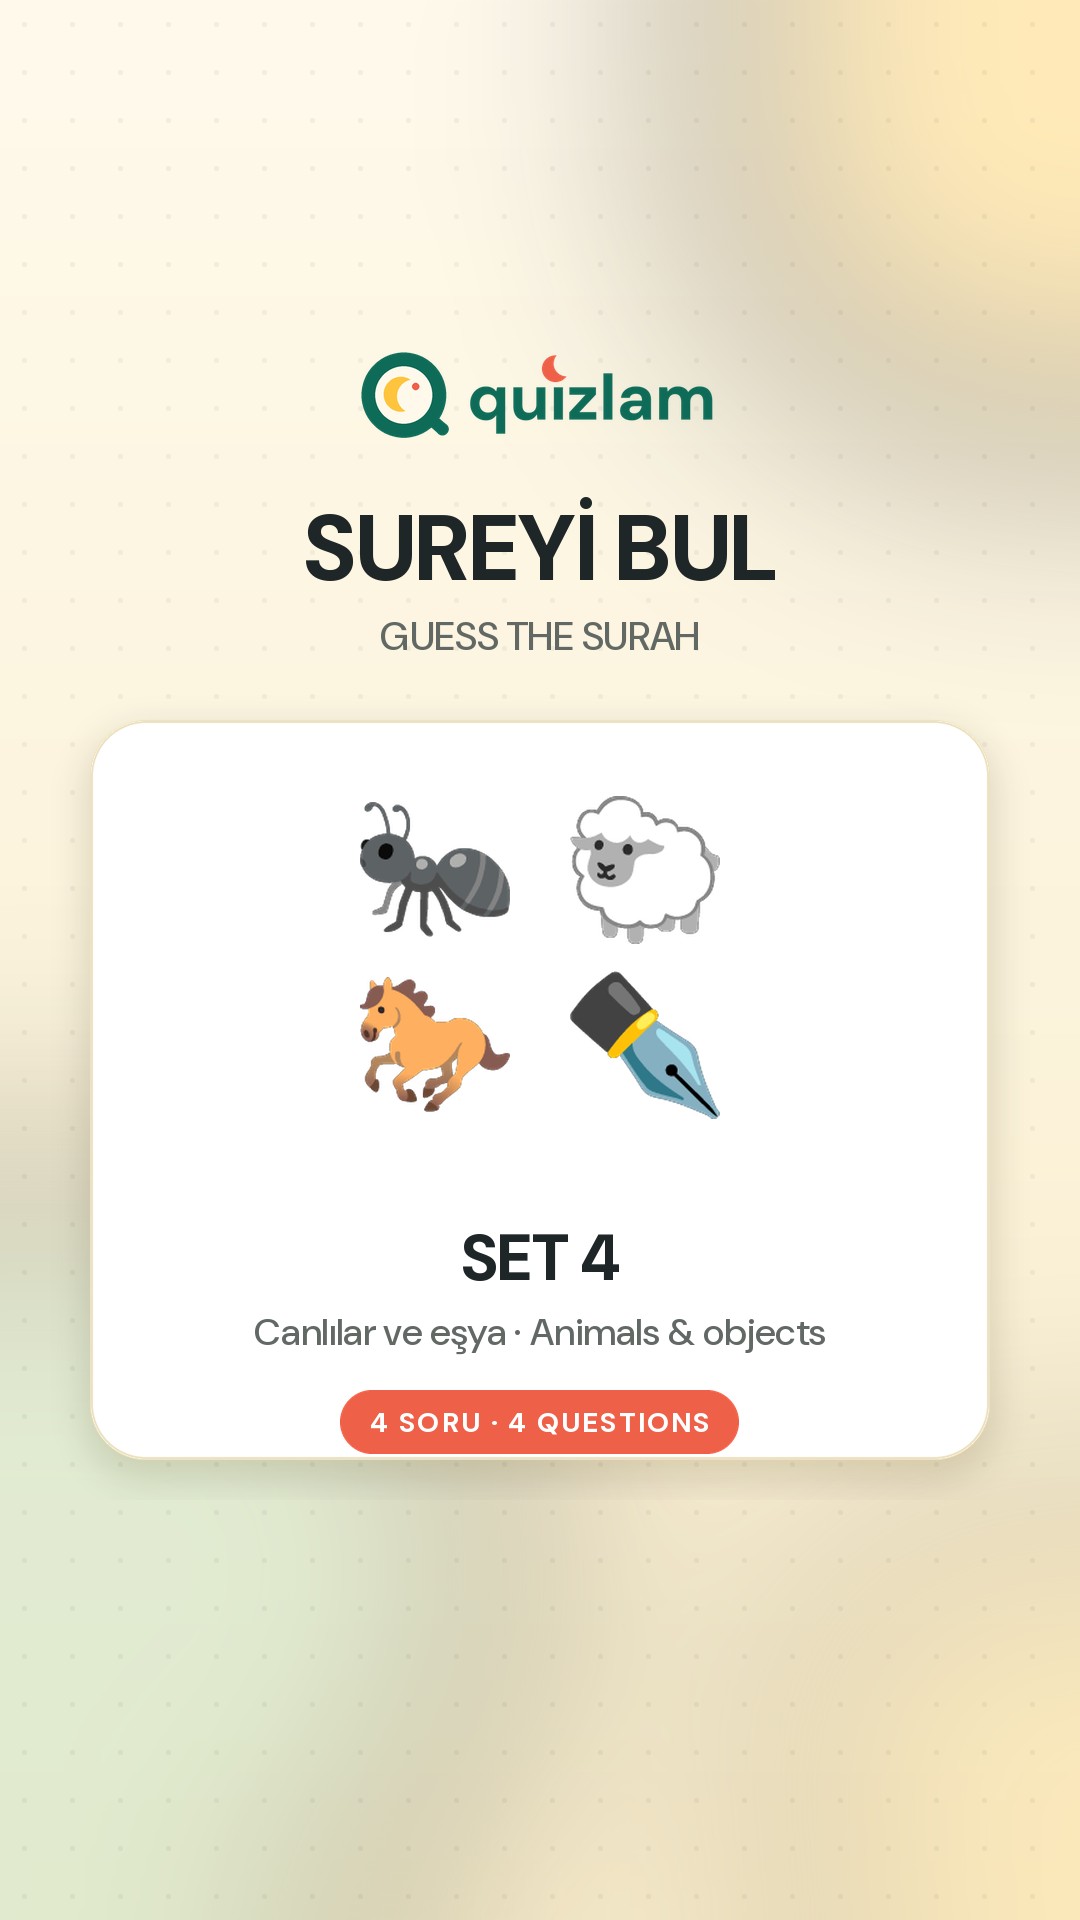 quizlam
SUREYİ BUL
GUESS THE SURAH
SET 4
Canlılar ve eşya · Animals & objects
4 SORU · 4 QUESTIONS